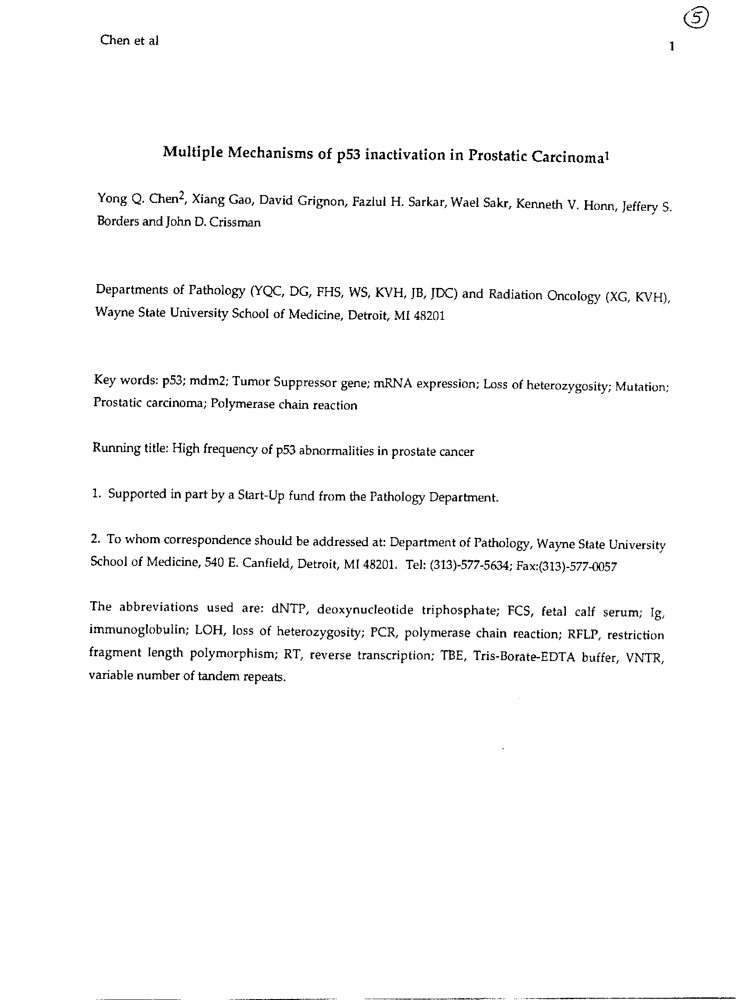 5
Chen et al
1
Multiple Mechanisms of p53 inactivation in Prostatic Carcinoma1
Yong Q. Chen2, Xiang Gao, David Grignon, Fazlul H. Sarkar, Wael Sakr, Kenneth V. Honn, Jeffery S.
Borders and John D. Crissman
Departments of Pathology (YQC, DG, FHS, WS, KVH, JB, JDC) and Radiation Oncology (XG, KVH),
Wayne State University School of Medicine, Detroit, MI 48201
Key words: p53; mdm2; Tumor Suppressor gene; mRNA expression; Loss of heterozygosity; Mutation;
Prostatic carcinoma; Polymerase chain reaction
Running title: High frequency of p53 abnormalities in prostate cancer
1. Supported in part by a Start-Up fund from the Pathology Department.
2. To whom correspondence should be addressed at: Department of Pathology, Wayne State University
School of Medicine, 540 E. Canfield, Detroit, MI 48201. Tel: (313)-577-5634; Fax:(313)-577-0057
The abbreviations used are: dNTP, deoxynucleotide triphosphate; FCS, fetal calf serum; Ig,
immunoglobulin; LOH, loss of heterozygosity; PCR, polymerase chain reaction; RFLP, restriction
fragment length polymorphism; RT, reverse transcription; TBE, Tris-Borate-EDTA buffer, VNTR,
variable number of tandem repeats.